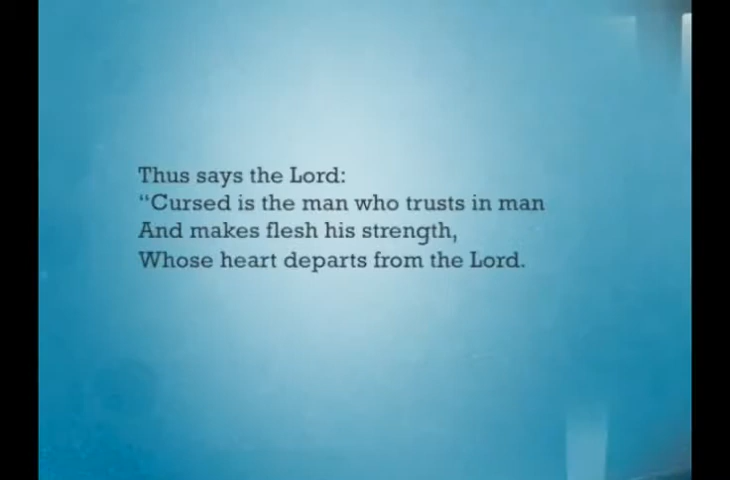 Thus says the Lord:
“Cursed is the man who trusts in man
And makes flesh his strength,
Whose heart departs from the Lord.